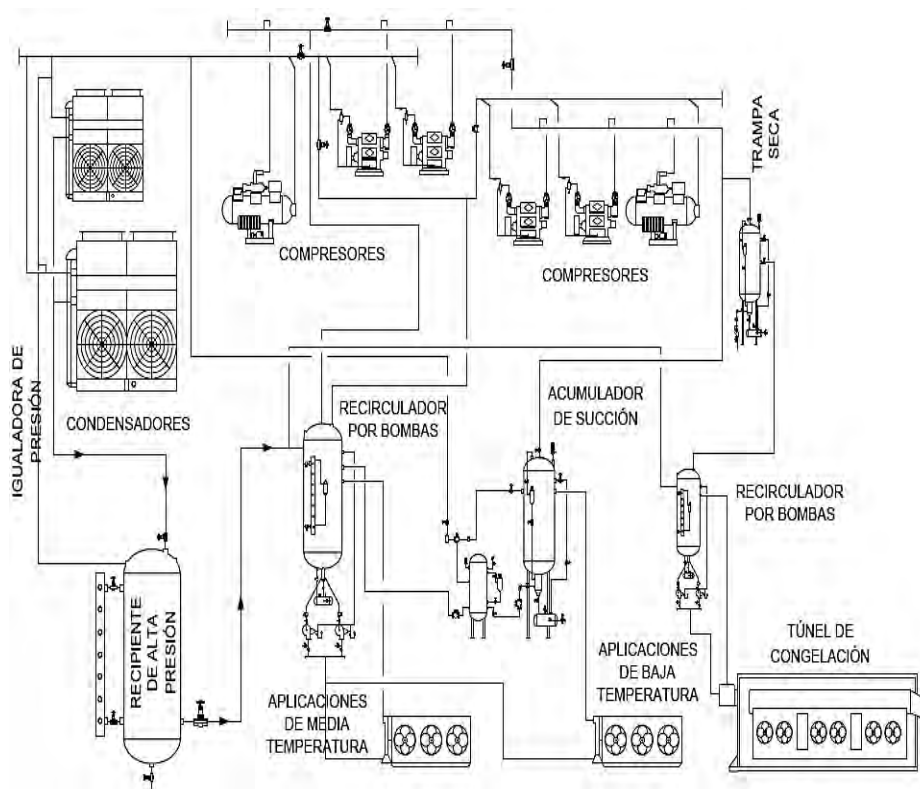 TRAMPA
SECA
COMPRESORES
COMPRESORES
IGUALADORA DE
PRESIÓN
CONDENSADORES
RECIRCULADOR
POR BOMBAS
ACUMULADOR
DE SUCCIÓN
RECIRCULADOR
POR BOMBAS
RECIPIENTE
DE ALTA
PRESIÓN
APLICACIONES
DE MEDIA
TEMPERATURA
APLICACIONES
DE BAJA
TEMPERATURA
TÚNEL DE
CONGELACIÓN